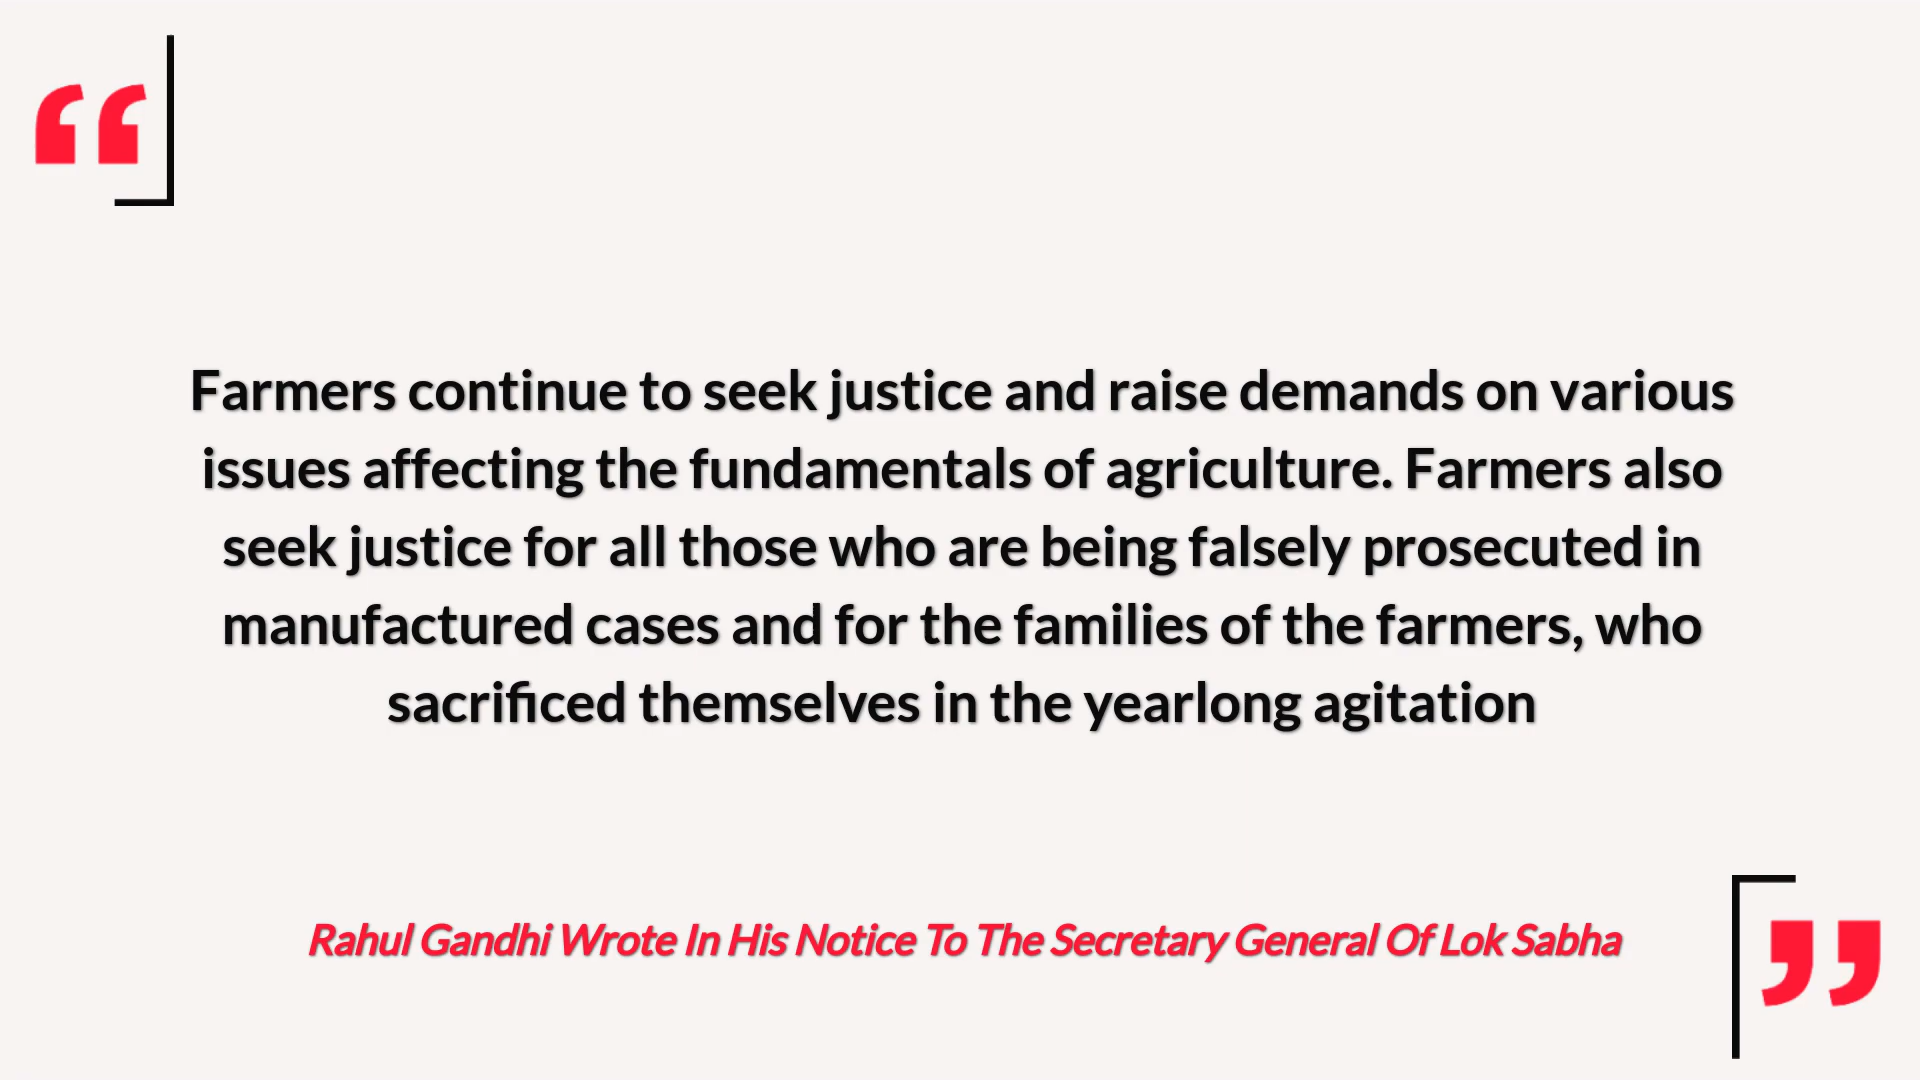 “
Farmers continue to seek justice and raise demands on various
issues affecting the fundamentals of agriculture. Farmers also
seek justice for all those who are being falsely prosecuted in
manufactured cases and for the families of the farmers, who
sacrificed themselves in the yearlong agitation
Rahul Gandhi Wrote In His Notice To The Secretary General Of Lok Sabha
”